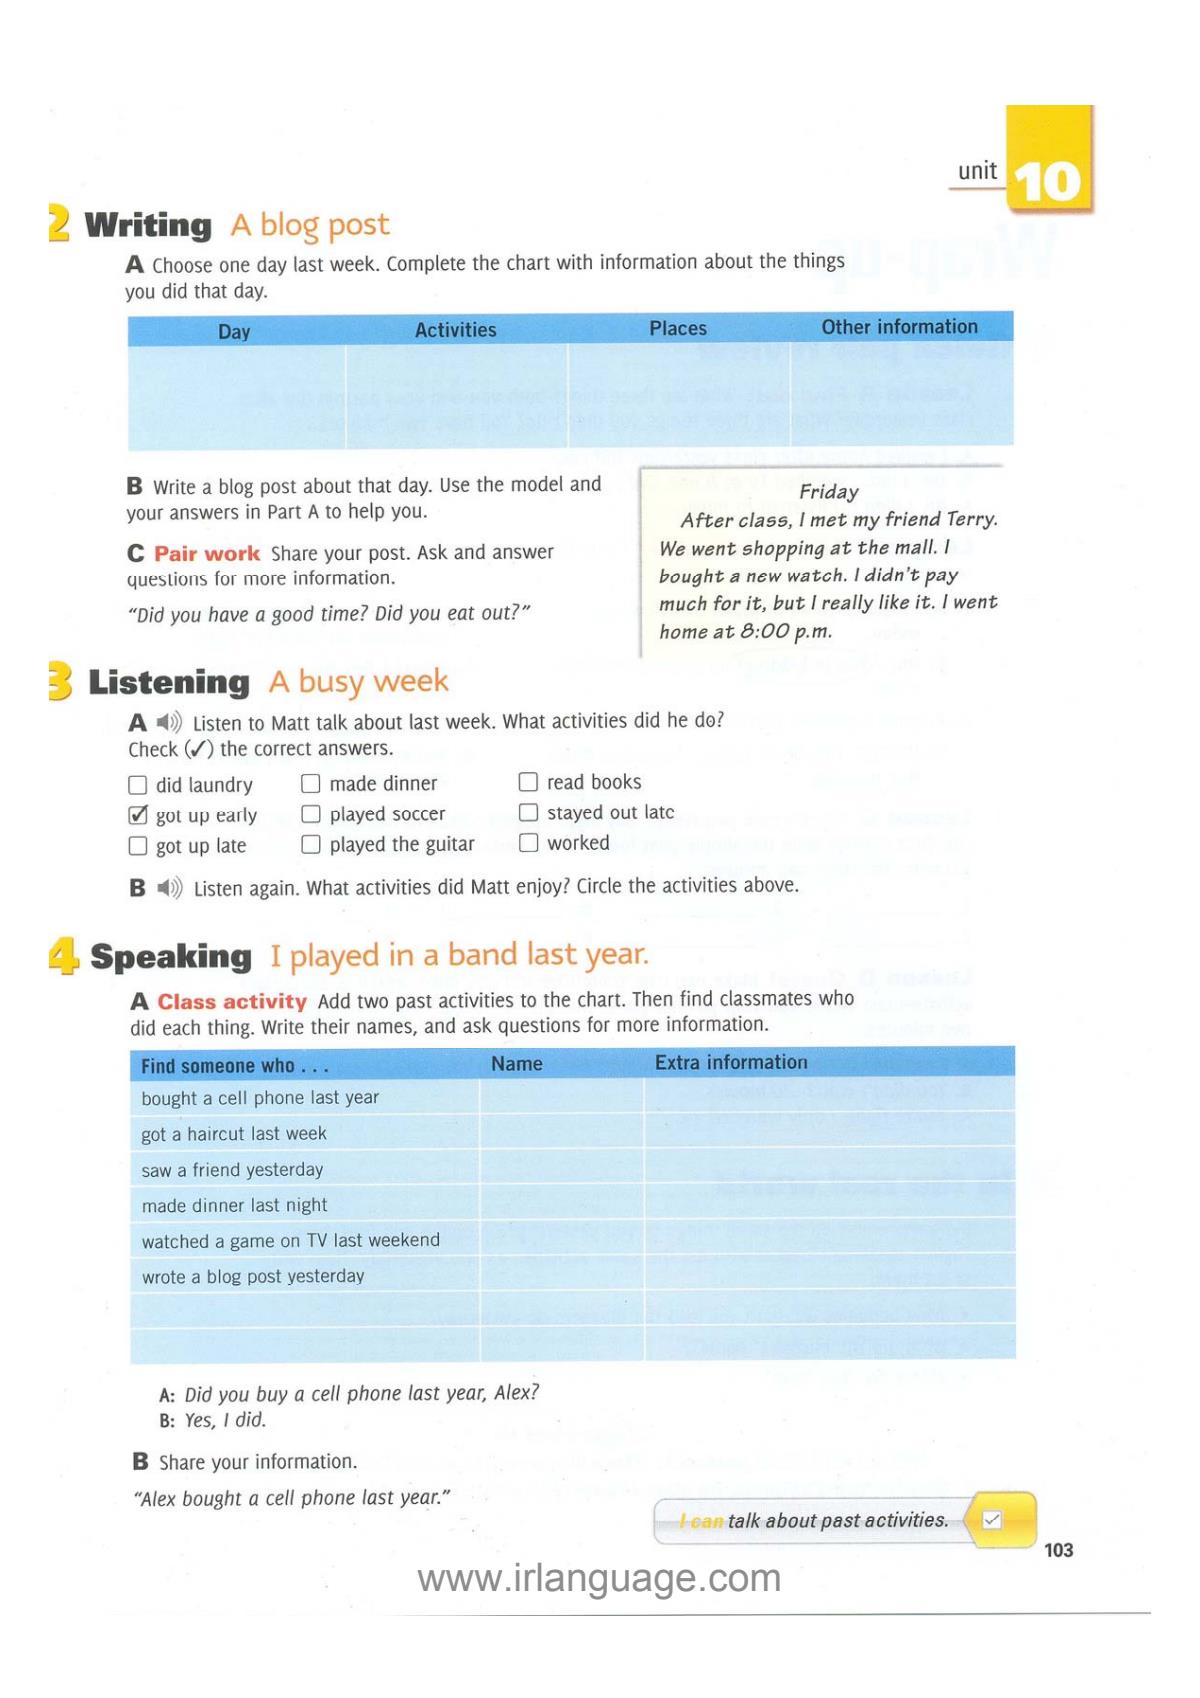 unit 10
2 Writing A blog post
A Choose one day last week. Complete the chart with information about the things
you did that day.
Day Activities Places Other information
B Write a blog post about that day. Use the model and
your answers in Part A to help you.
C Pair work Share your post. Ask and answer
questions for more information.
“Did you have a good time? Did you eat out?”
Friday
After class, I met my friend Terry.
We went shopping at the mall. I
bought a new watch. I didn't pay
much for it, but I really like it. I went
home at 8:00 p.m.
3 Listening A busy week
A Listen to Matt talk about last week. What activities did he do?
Check (✓) the correct answers.
did laundry made dinner read books
got up early played soccer stayed out late
got up late played the guitar worked
B Listen again. What activities did Matt enjoy? Circle the activities above.
4 Speaking I played in a band last year.
A Class activity Add two past activities to the chart. Then find classmates who
did each thing. Write their names, and ask questions for more information.
Find someone who . . . Name Extra information
bought a cell phone last year
got a haircut last week
saw a friend yesterday
made dinner last night
watched a game on TV last weekend
wrote a blog post yesterday
A: Did you buy a cell phone last year, Alex?
B: Yes, I did.
B Share your information.
“Alex bought a cell phone last year.”
I can talk about past activities.
103
www.irlanguage.com